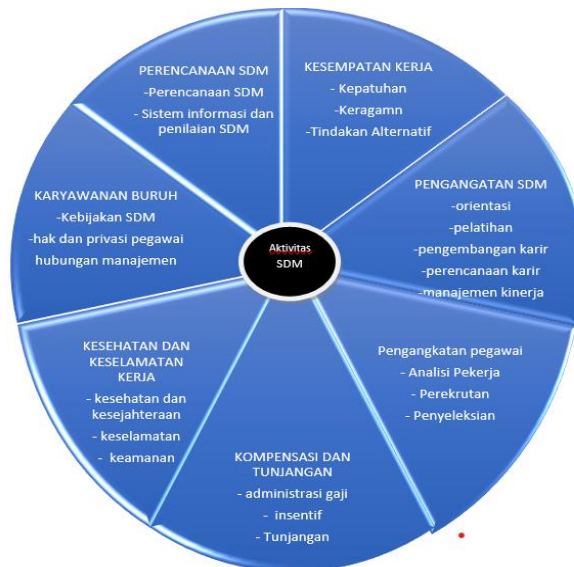 PERENCANAAN SDM
-Perencanaan SDM
- Sistem informasi dan
penilaian SDM
KESEMPATAN KERJA
- Kepatuhan
- Keragamn
-Tindakan Alternatif
PENGANGATAN SDM
-orientasi
-pelatihan
-pengembangan karir
-perencanaan karir
-manajemen kinerja
Pengangkatan pegawai
- Analisi Pekerja
- Perekrutan
- Penyeleksian
KOMPENSASI DAN
TUNJANGAN
- administrasi gaji
- insentif
- Tunjangan
KESEHATAN DAN
KESELAMATAN
KERJA
- kesehatan dan
kesejahteraan
- keselamatan
- keamanan
KARYAWANAN BURUH
-Kebijakan SDM
-hak dan privasi pegawai
hubungan manajemen
Aktivitas
SDM